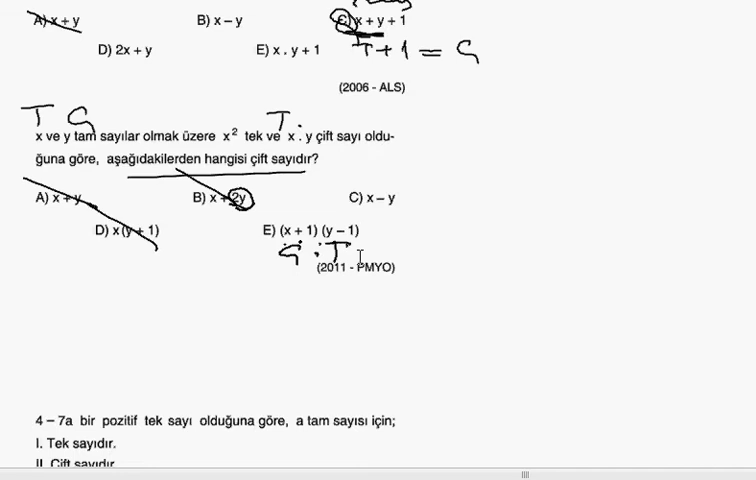 A) x + y B) x – y C) x + y + 1
D) 2x + y E) x . y + 1 T + 1 = Ç
(2006 - ALS)
T Ç T
x ve y tam sayılar olmak üzere x² tek ve x . y çift sayı oldu-
ğuna göre, aşağıdakilerden hangisi çift sayıdır?
A) x + y B) x + 2y C) x – y
D) x(y + 1) E) (x + 1) (y – 1)
Ç . T
(2011 - PMYO)
4 – 7a bir pozitif tek sayı olduğuna göre, a tam sayısı için;
I. Tek sayıdır.
II. Çift sayıdır